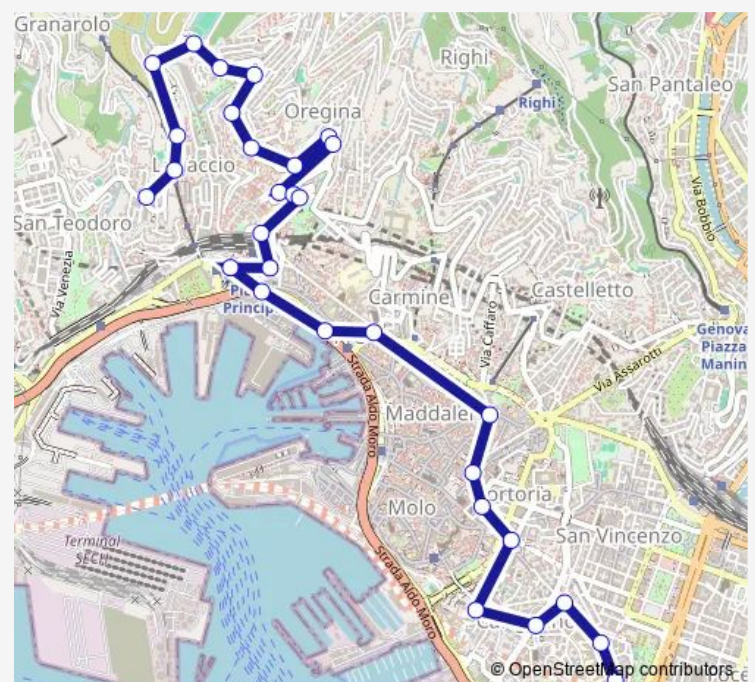 Granarolo
Righi
San Pantaleo
Righi
Oregina
Via Bobbio
San Teodoro
Via Venezia
Carmine
Castelletto
Via Caffaro
Genova
Piazza
Manin
Via Assarotti
Strada Aldo Moro
Molo
San Vincenzo
Terminal
SECH
Strada Aldo Moro
© OpenStreetMap contributors